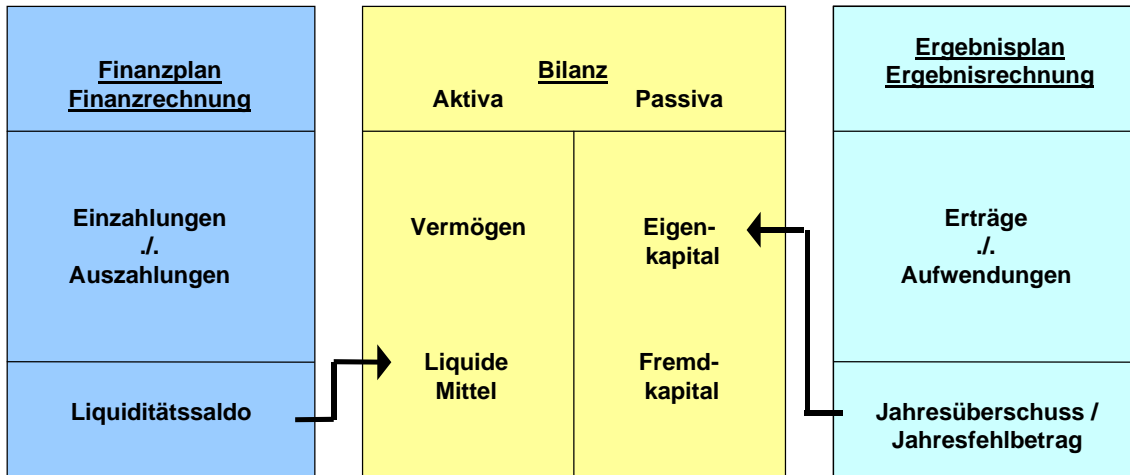 Finanzplan
Finanzrechnung
Einzahlungen
./.
Auszahlungen
Liquiditätssaldo
Bilanz
Aktiva Passiva
Vermögen
Eigen-
kapital
Liquide
Mittel
Fremd-
kapital
Ergebnisplan
Ergebnisrechnung
Erträge
./.
Aufwendungen
Jahresüberschuss /
Jahresfehlbetrag